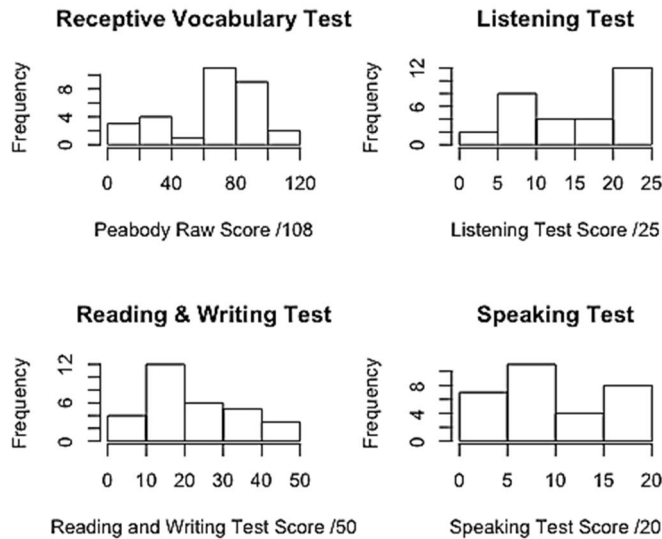 Receptive Vocabulary Test
Frequency
8
4
0
0 40 80 120
Peabody Raw Score /108
Listening Test
Frequency
12
6
0
0 5 10 15 20 25
Listening Test Score /25
Reading & Writing Test
Frequency
12
6
0
0 10 20 30 40 50
Reading and Writing Test Score /50
Speaking Test
Frequency
8
4
0
0 5 10 15 20
Speaking Test Score /20